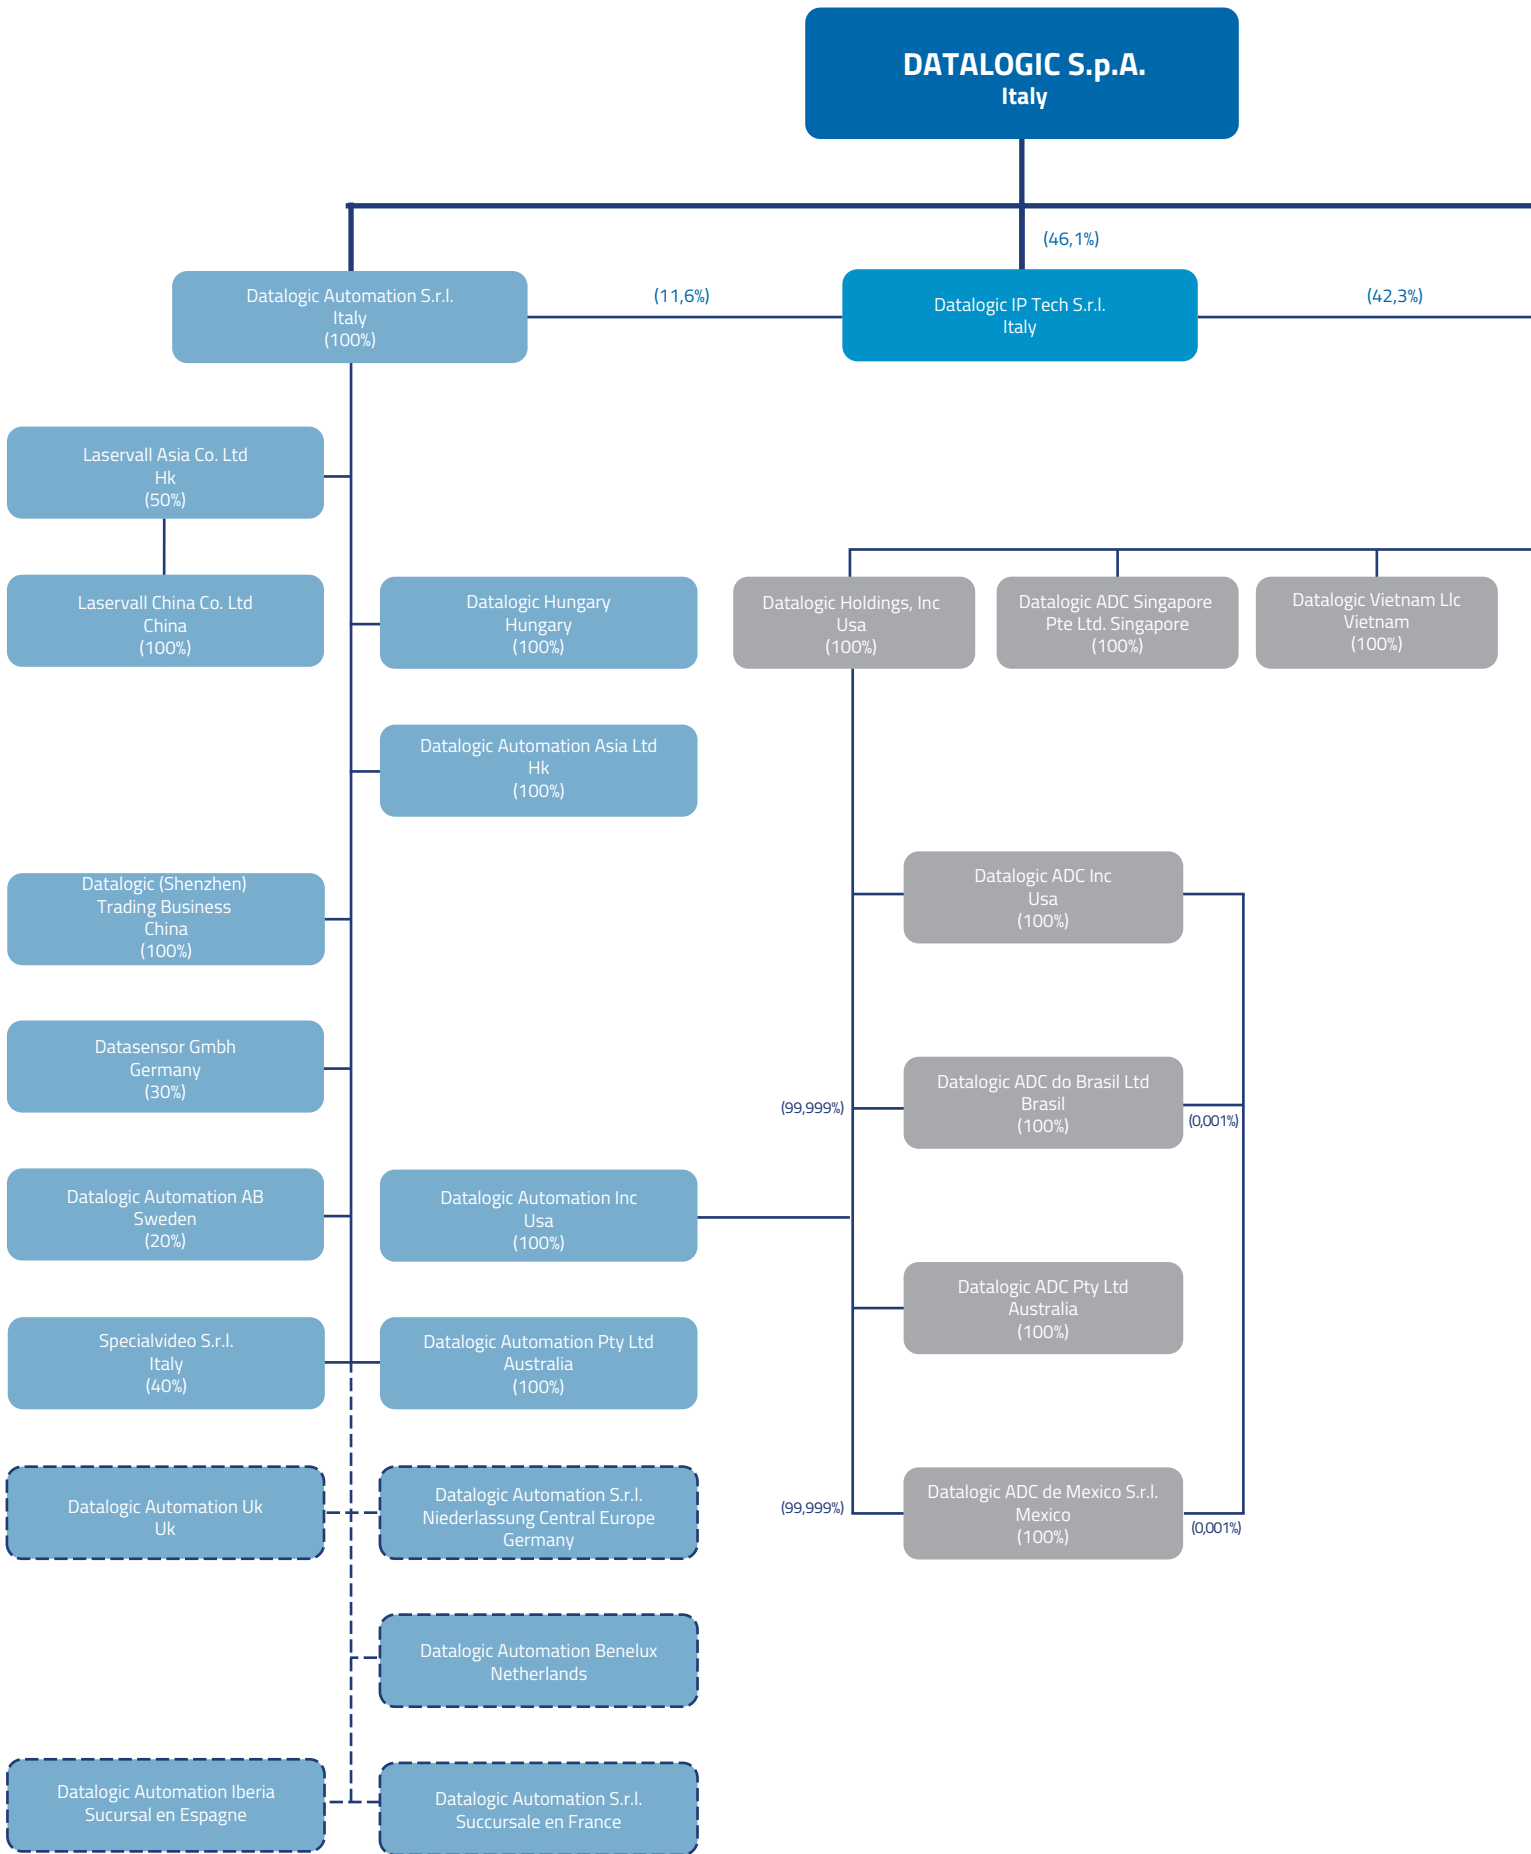 DATALOGIC S.p.A.
Italy
(46,1%)
Datalogic Automation S.r.l.
Italy
(100%)
(11,6%)
Datalogic IP Tech S.r.l.
Italy
(42,3%)
Laservall Asia Co. Ltd
Hk
(50%)
Laservall China Co. Ltd
China
(100%)
Datalogic Hungary
Hungary
(100%)
Datalogic Holdings, Inc
Usa
(100%)
Datalogic ADC Singapore
Pte Ltd. Singapore
(100%)
Datalogic Vietnam Llc
Vietnam
(100%)
Datalogic Automation Asia Ltd
Hk
(100%)
Datalogic (Shenzhen)
Trading Business
China
(100%)
Datalogic ADC Inc
Usa
(100%)
Datasensor Gmbh
Germany
(30%)
(99,999%)
Datalogic ADC do Brasil Ltd
Brasil
(100%)
(0,001%)
Datalogic Automation AB
Sweden
(20%)
Datalogic Automation Inc
Usa
(100%)
Datalogic ADC Pty Ltd
Australia
(100%)
Specialvideo S.r.l.
Italy
(40%)
Datalogic Automation Pty Ltd
Australia
(100%)
Datalogic Automation Uk
Uk
Datalogic Automation S.r.l.
Niederlassung Central Europe
Germany
(99,999%)
Datalogic ADC de Mexico S.r.l.
Mexico
(100%)
(0,001%)
Datalogic Automation Benelux
Netherlands
Datalogic Automation Iberia
Sucursal en Espagne
Datalogic Automation S.r.l.
Succursale en France